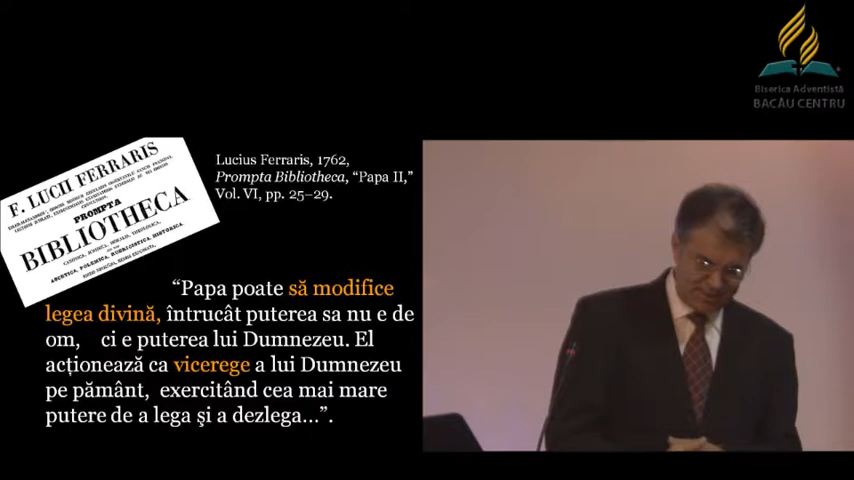 Biserica Adventistă
BACĂU CENTRU
Lucius Ferraris, 1762,
Prompta Bibliotheca, “Papa II,”
Vol. VI, pp. 25–29.
F. LUCII FERRARIS
PROMPTA
BIBLIOTHECA
“Papa poate să modifice
legea divină, întrucât puterea sa nu e de
om, ci e puterea lui Dumnezeu. El
acţionează ca vicerege a lui Dumnezeu
pe pământ, exercitând cea mai mare
putere de a lega şi a dezlega…”.